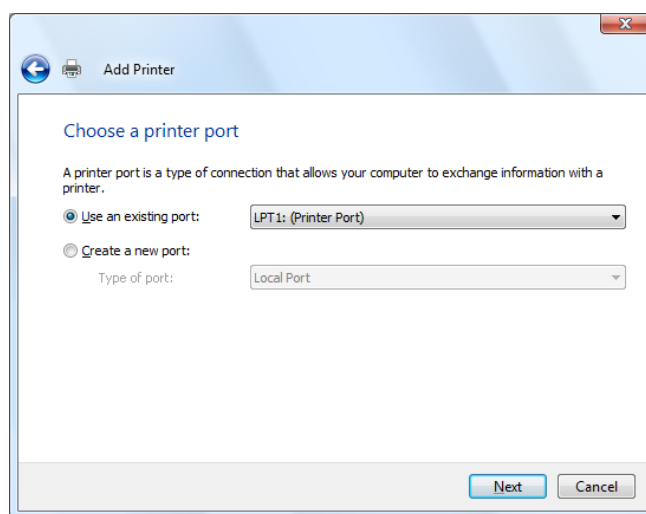 Add Printer
Choose a printer port
A printer port is a type of connection that allows your computer to exchange information with a
printer.
Use an existing port: LPT1: (Printer Port)
Create a new port:
Type of port: Local Port
Next Cancel